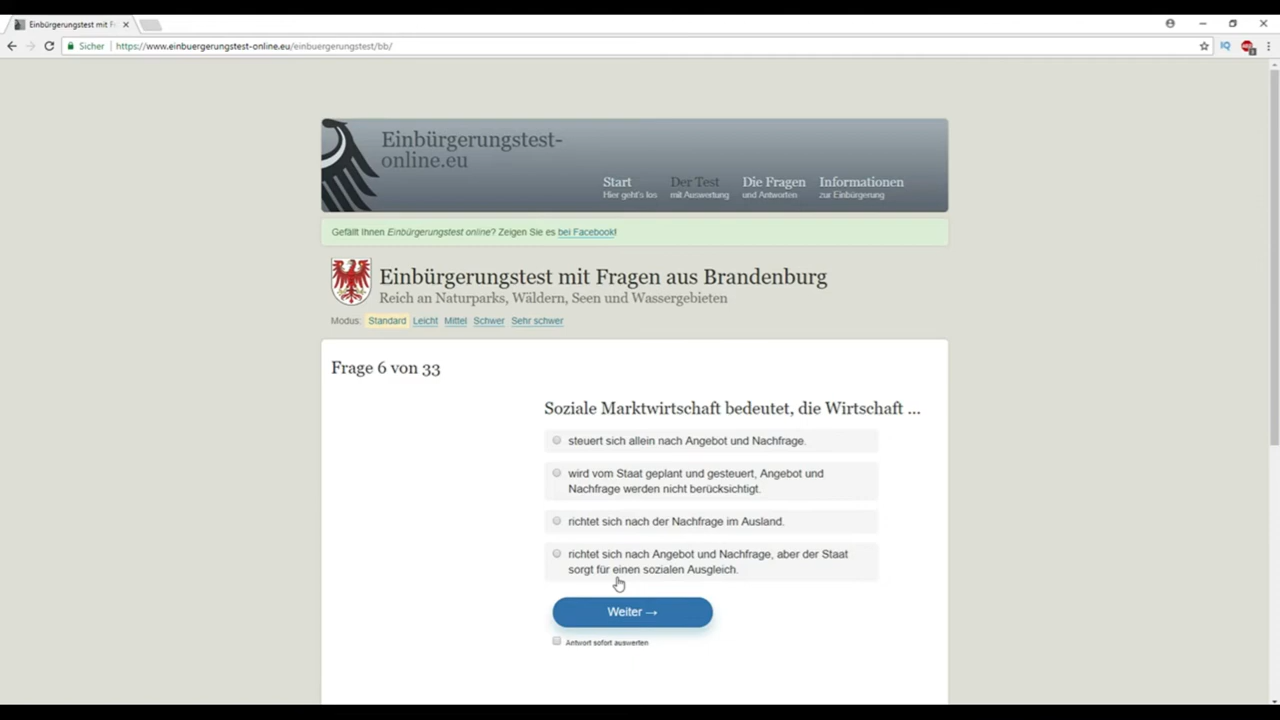 Einbürgerungstest mit F
Sicher https://www.einbuergerungstest-online.eu/einbuergerungstest/bb/
Einbürgerungstest-
online.eu
Start Der Test Die Fragen Informationen
Hier geht's los mit Auswertung und Antworten zur Einbürgerung
Gefällt Ihnen Einbürgerungstest online? Zeigen Sie es bei Facebook!
Einbürgerungstest mit Fragen aus Brandenburg
Reich an Naturparks, Wäldern, Seen und Wassergebieten
Modus: Standard Leicht Mittel Schwer Sehr schwer
Frage 6 von 33
Soziale Marktwirtschaft bedeutet, die Wirtschaft ...
steuert sich allein nach Angebot und Nachfrage.
wird vom Staat geplant und gesteuert, Angebot und
Nachfrage werden nicht berücksichtigt.
richtet sich nach der Nachfrage im Ausland.
richtet sich nach Angebot und Nachfrage, aber der Staat
sorgt für einen sozialen Ausgleich.
Weiter →
Antwort sofort auswerten